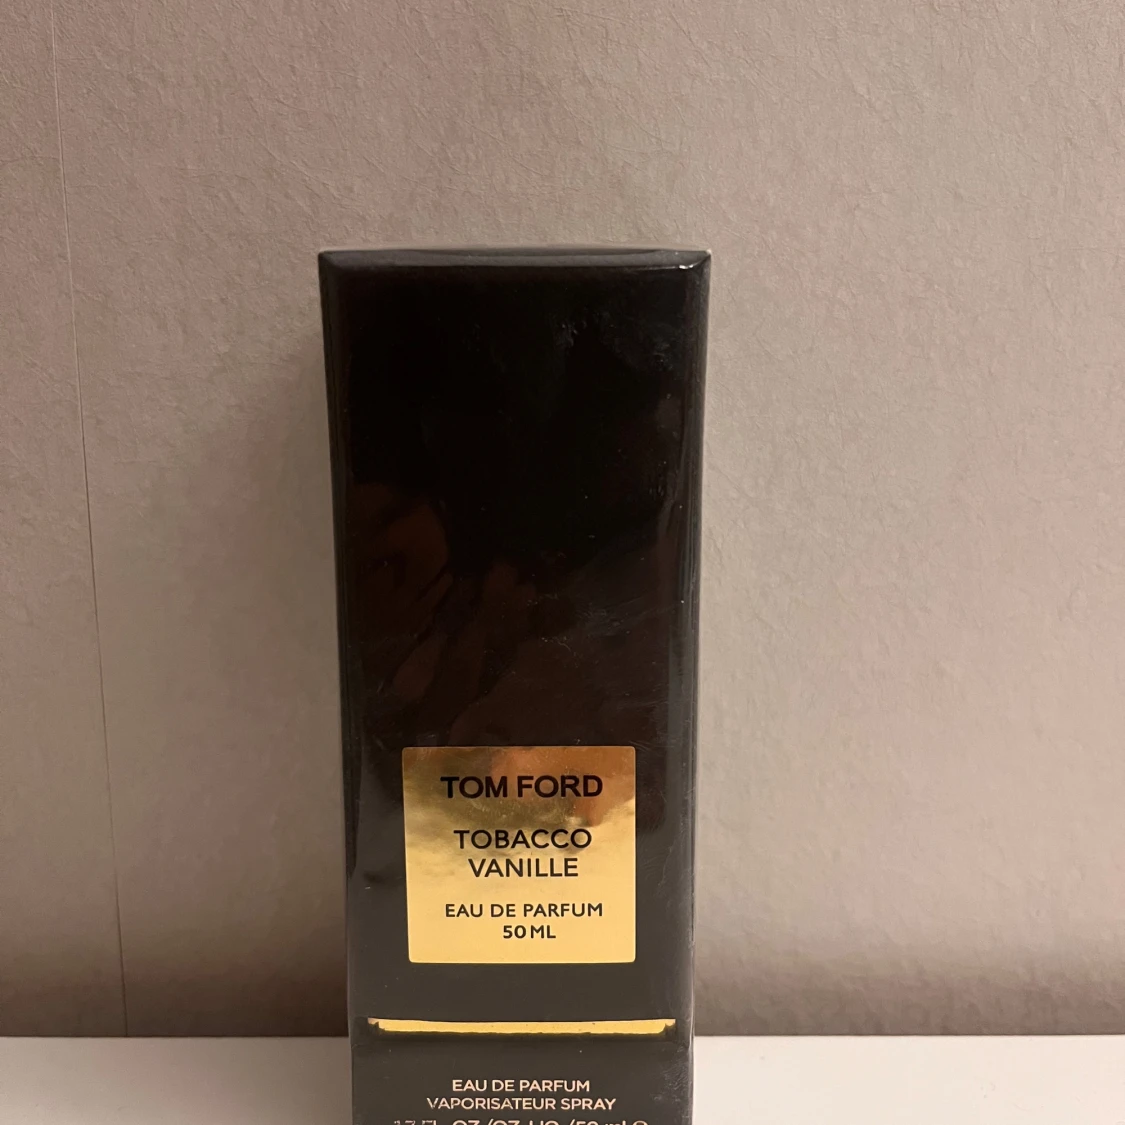 TOM FORD
TOBACCO
VANILLE
EAU DE PARFUM
50 ML
EAU DE PARFUM
VAPORISATEUR SPRAY